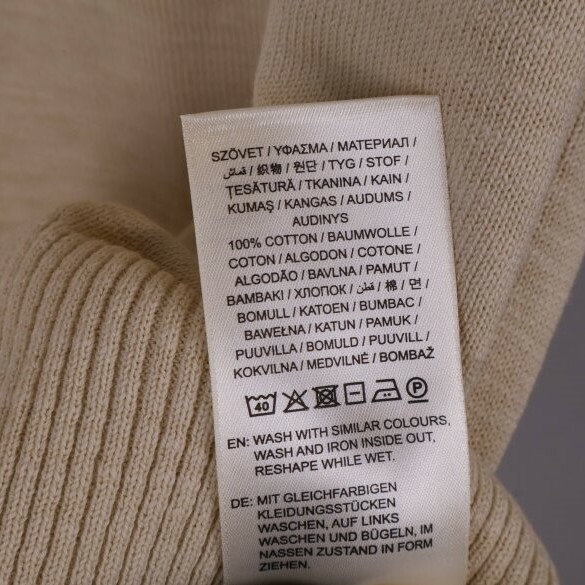 SZÖVET / ΥΦΑΣΜΑ / МАТЕРИАЛ /
قماش / 织物 / 원단 / TYG / STOF /
ŢESĂTURĂ / TKANINA / KAIN /
KUMAŞ / KANGAS / AUDUMS /
AUDINYS
100% COTTON / BAUMWOLLE /
COTON / ALGODON / COTONE /
ALGODÃO / BAVLNA / PAMUT /
BAMBAKI / ХЛОПОК / قطن / 棉 / 면 /
BOMULL / KATOEN / BUMBAC /
BAWEŁNA / KATUN / PAMUK /
PUUVILLA / BOMULD / PUUVILL /
KOKVILNA / MEDVILNĖ / BOMBAŽ
40 P
EN: WASH WITH SIMILAR COLOURS,
WASH AND IRON INSIDE OUT,
RESHAPE WHILE WET.
DE: MIT GLEICHFARBIGEN
KLEIDUNGSSTÜCKEN
WASCHEN, AUF LINKS
WASCHEN UND BÜGELN, IM
NASSEN ZUSTAND IN FORM
ZIEHEN.